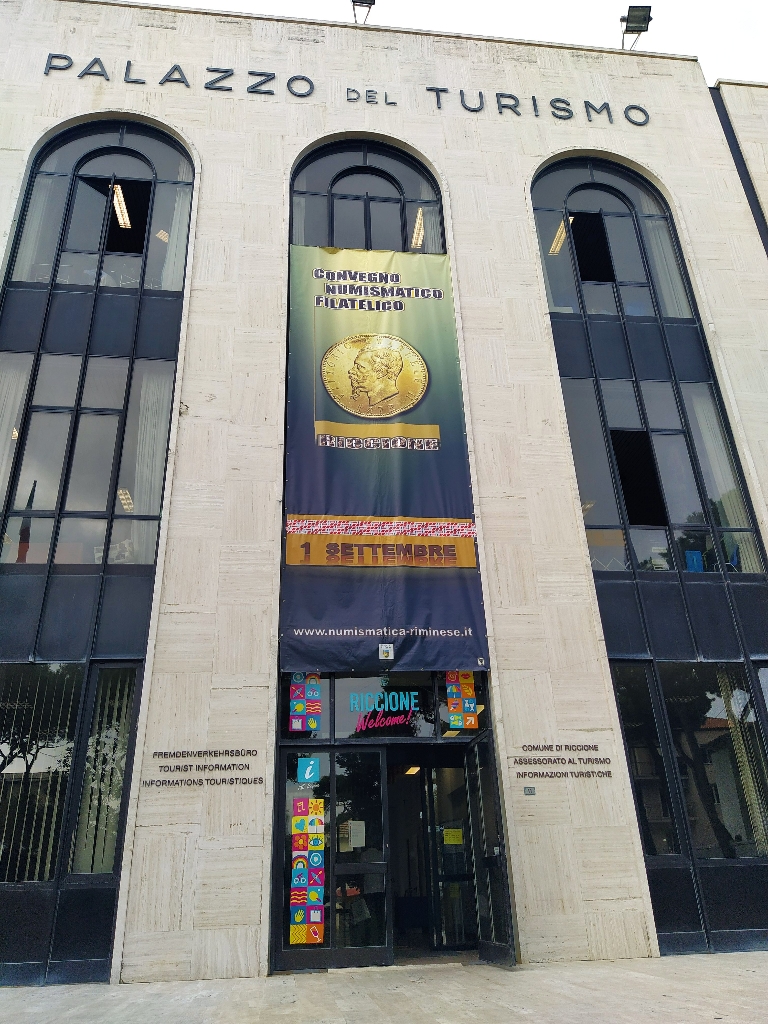 PALAZZO DEL TURISMO
CONVEGNO
NUMISMATICO
FILATELICO
Riccione
1 SETTEMBRE
www.numismatica-riminese.it
RICCIONE
Welcome!
FREMDENVERKEHRSBÜRO
TOURIST INFORMATION
INFORMATIONS TOURISTIQUES
COMUNE DI RICCIONE
ASSESSORATO AL TURISMO
INFORMAZIONI TURISTICHE
i